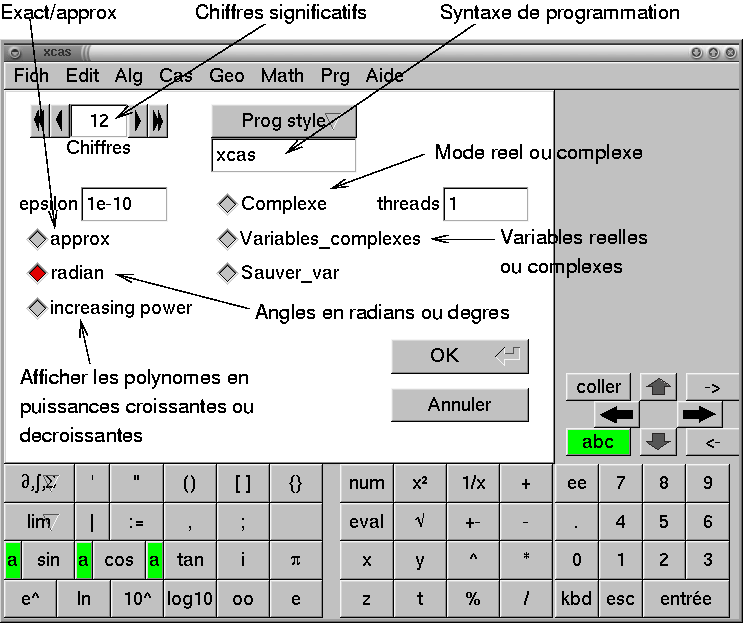 Exact/approx Chiffres significatifs Syntaxe de programmation
xcas
Fich Edit Alg Cas Geo Math Prg Aide
12 Prog style
Chiffres xcas
Mode reel ou complexe
epsilon 1e-10 Complexe threads 1
approx Variables_complexes Variables reelles
ou complexes
radian Sauver_var
increasing power Angles en radians ou degres
OK
Afficher les polynomes en
puissances croissantes ou
decroissantes
Annuler
coller ->
abc <-
∂,∫,Σ ' " () [ ] {} num x² 1/x + ee 7 8 9
lim | := , ; eval √ +- - . 4 5 6
a sin a cos a tan i π x y ^ * 0 1 2 3
e^ ln 10^ log10 oo e z t % / kbd esc entrée